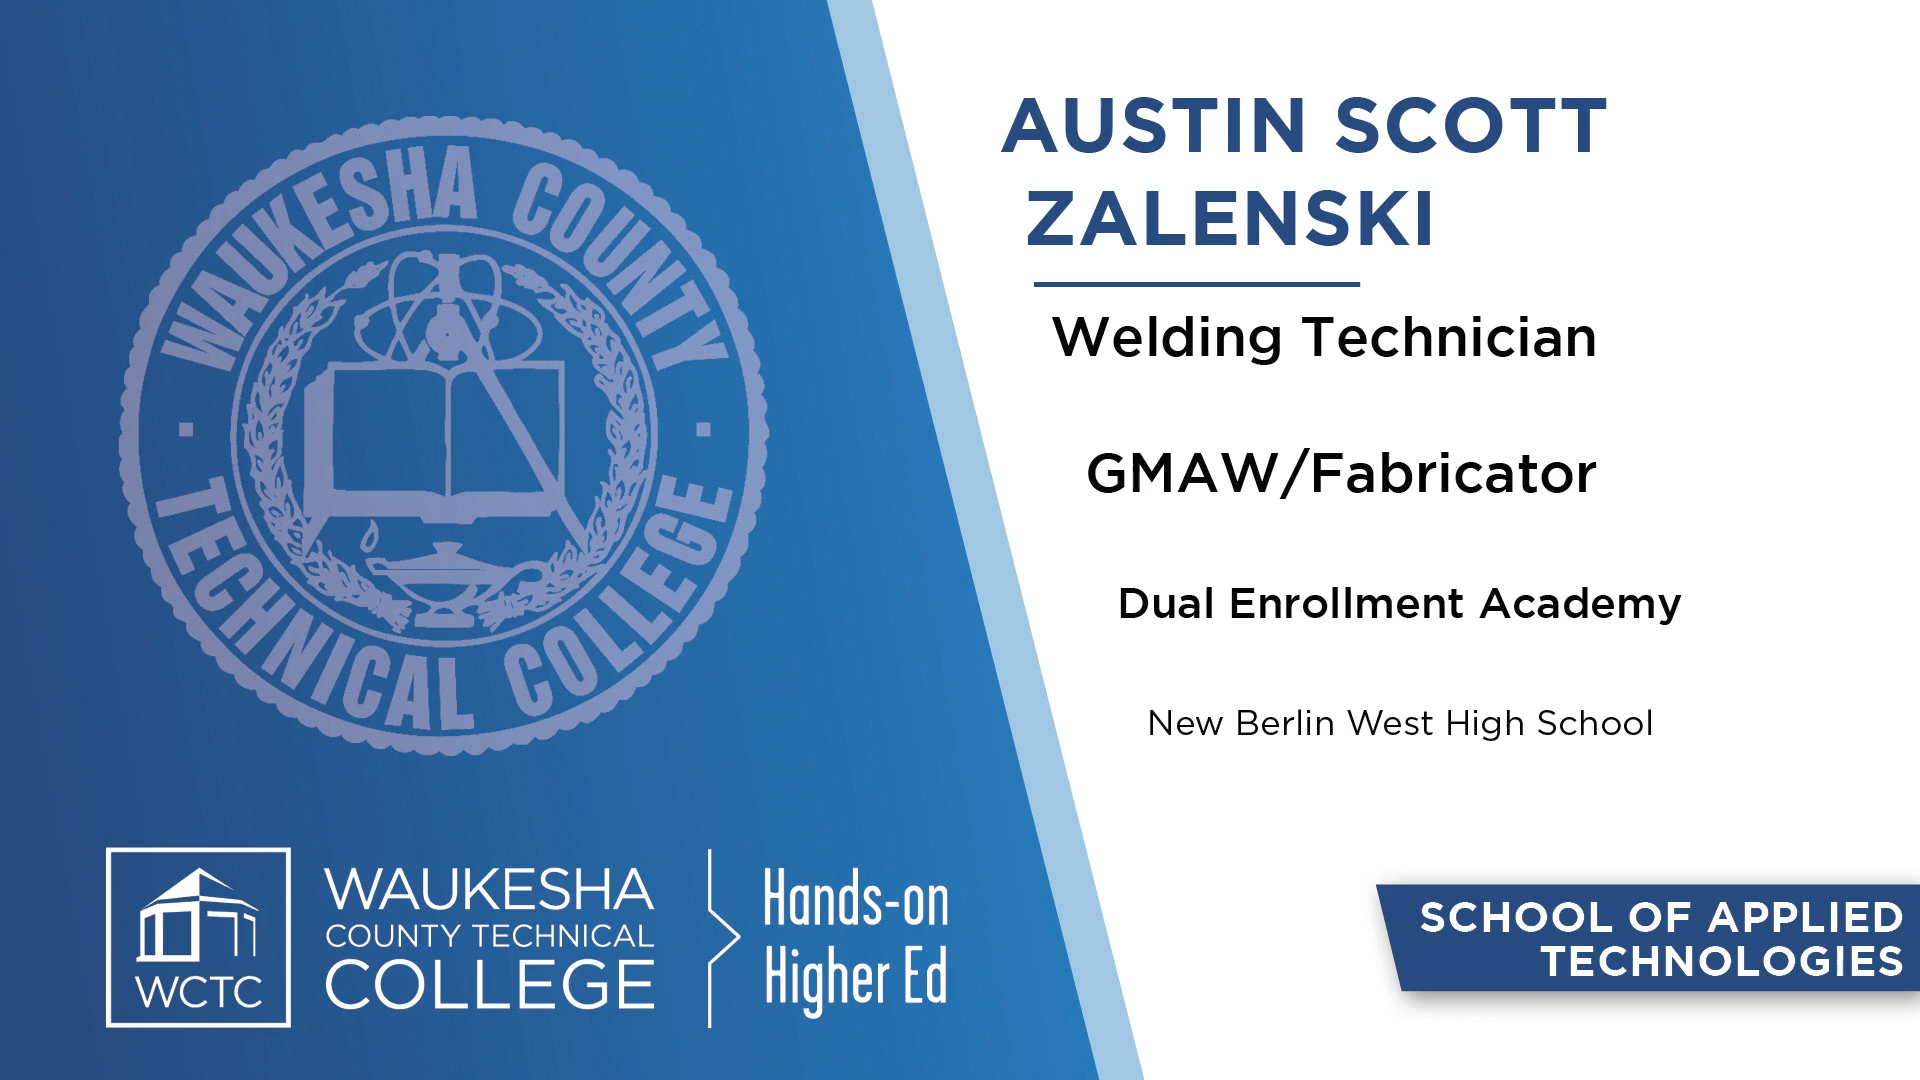 WAUKESHA COUNTY
TECHNICAL COLLEGE
WCTC
WAUKESHA
COUNTY TECHNICAL
COLLEGE
Hands-on
Higher Ed
AUSTIN SCOTT
ZALENSKI
Welding Technician
GMAW/Fabricator
Dual Enrollment Academy
New Berlin West High School
SCHOOL OF APPLIED
TECHNOLOGIES